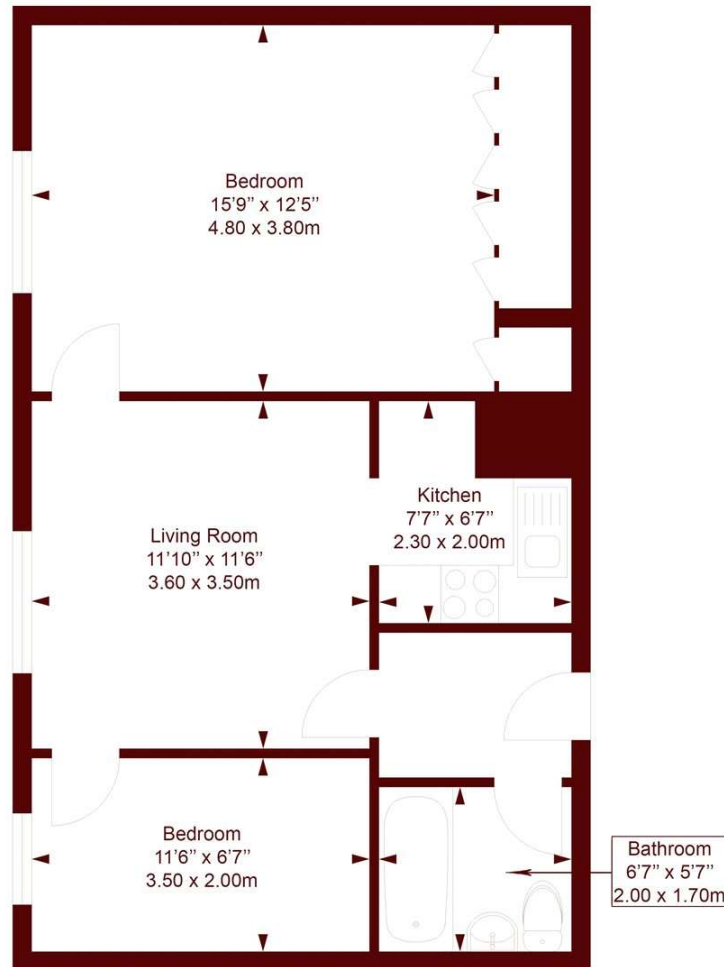 Bedroom
15'9’’ x 12'5’’
4.80 x 3.80m
Kitchen
7'7’’ x 6'7’’
2.30 x 2.00m
Living Room
11'10’’ x 11'6’’
3.60 x 3.50m
Bedroom
11'6’’ x 6'7’’
3.50 x 2.00m
Bathroom
6'7’’ x 5'7’’
2.00 x 1.70m